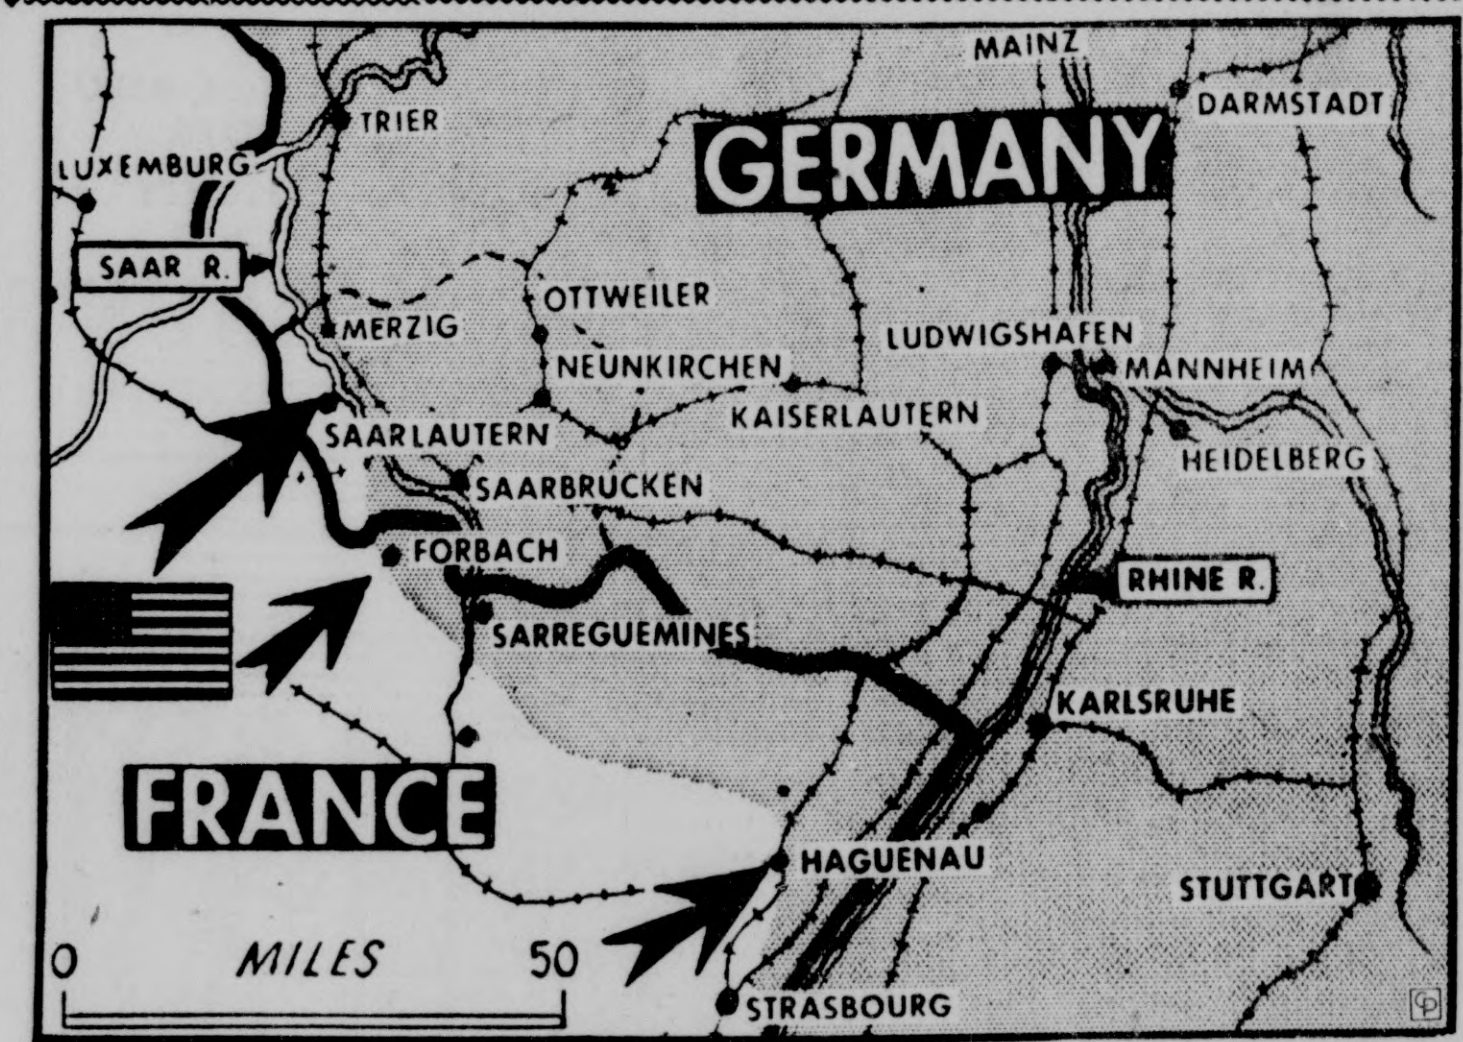 MAINZ
DARMSTADT
TRIER
GERMANY
LUXEMBURG
SAAR R.
OTTWEILER
MERZIG
LUDWIGSHAFEN
NEUNKIRCHEN
MANNHEIM
KAISERLAUTERN
SAARLAUTERN
HEIDELBERG
SAARBRUCKEN
FORBACH
RHINE R.
SARREGUEMINES
KARLSRUHE
FRANCE
HAGUENAU
STUTTGART
0 MILES 50
STRASBOURG
CP